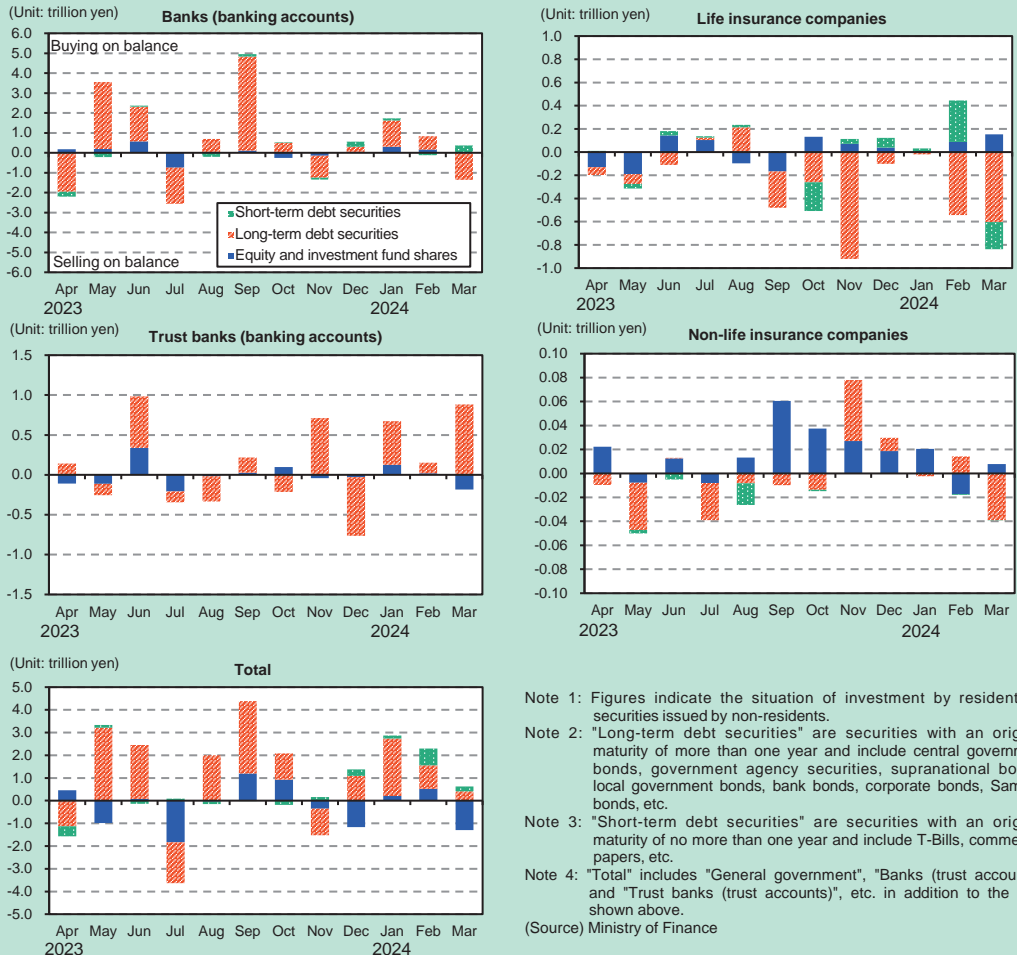 (Unit: trillion yen)
Banks (banking accounts)
6.0
5.0
4.0
3.0
2.0
1.0
0.0
-1.0
-2.0
-3.0
-4.0
-5.0
-6.0
Buying on balance
Selling on balance
Short-term debt securities
Long-term debt securities
Equity and investment fund shares
Apr May Jun Jul Aug Sep Oct Nov Dec Jan Feb Mar
2023 2024
(Unit: trillion yen)
Life insurance companies
1.0
0.8
0.6
0.4
0.2
0.0
-0.2
-0.4
-0.6
-0.8
-1.0
Apr May Jun Jul Aug Sep Oct Nov Dec Jan Feb Mar
2023 2024
(Unit: trillion yen)
Trust banks (banking accounts)
1.5
1.0
0.5
0.0
-0.5
-1.0
-1.5
Apr May Jun Jul Aug Sep Oct Nov Dec Jan Feb Mar
2023 2024
(Unit: trillion yen)
Non-life insurance companies
0.10
0.08
0.06
0.04
0.02
0.00
-0.02
-0.04
-0.06
-0.08
-0.10
Apr May Jun Jul Aug Sep Oct Nov Dec Jan Feb Mar
2023 2024
(Unit: trillion yen)
Total
5.0
4.0
3.0
2.0
1.0
0.0
-1.0
-2.0
-3.0
-4.0
-5.0
Apr May Jun Jul Aug Sep Oct Nov Dec Jan Feb Mar
2023 2024
Note 1: Figures indicate the situation of investment by resident
securities issued by non-residents.
Note 2: "Long-term debt securities" are securities with an orig
maturity of more than one year and include central governm
bonds, government agency securities, supranational bo
local government bonds, bank bonds, corporate bonds, Sam
bonds, etc.
Note 3: "Short-term debt securities" are securities with an orig
maturity of no more than one year and include T-Bills, comme
papers, etc.
Note 4: "Total" includes "General government", "Banks (trust accou
and "Trust banks (trust accounts)", etc. in addition to the
shown above.
(Source) Ministry of Finance